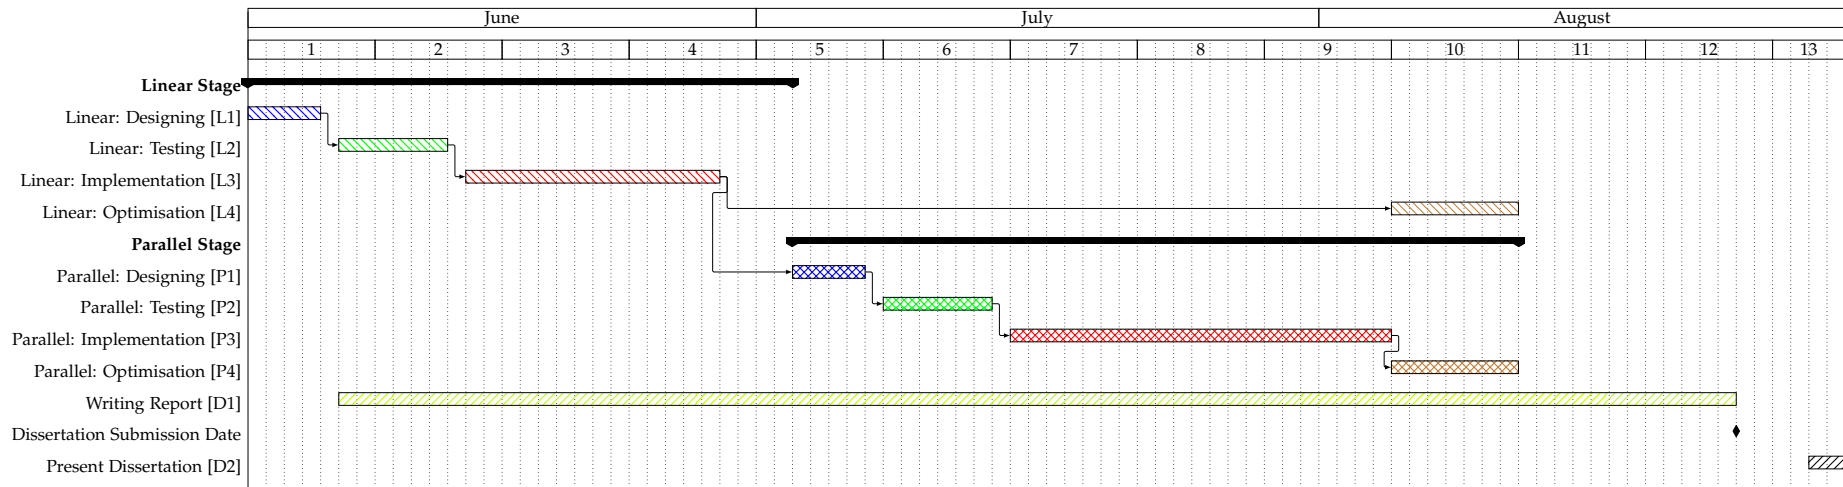 June July August
1 2 3 4 5 6 7 8 9 10 11 12 13
Linear Stage
Linear: Designing [L1]
Linear: Testing [L2]
Linear: Implementation [L3]
Linear: Optimisation [L4]
Parallel Stage
Parallel: Designing [P1]
Parallel: Testing [P2]
Parallel: Implementation [P3]
Parallel: Optimisation [P4]
Writing Report [D1]
Dissertation Submission Date
Present Dissertation [D2]